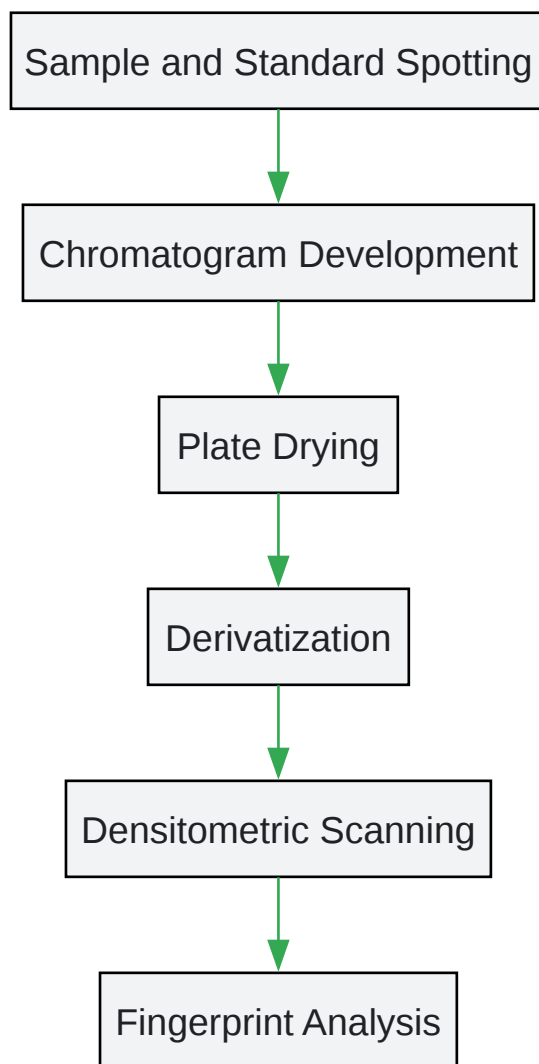 Sample and Standard Spotting
Chromatogram Development
Plate Drying
Derivatization
Densitometric Scanning
Fingerprint Analysis